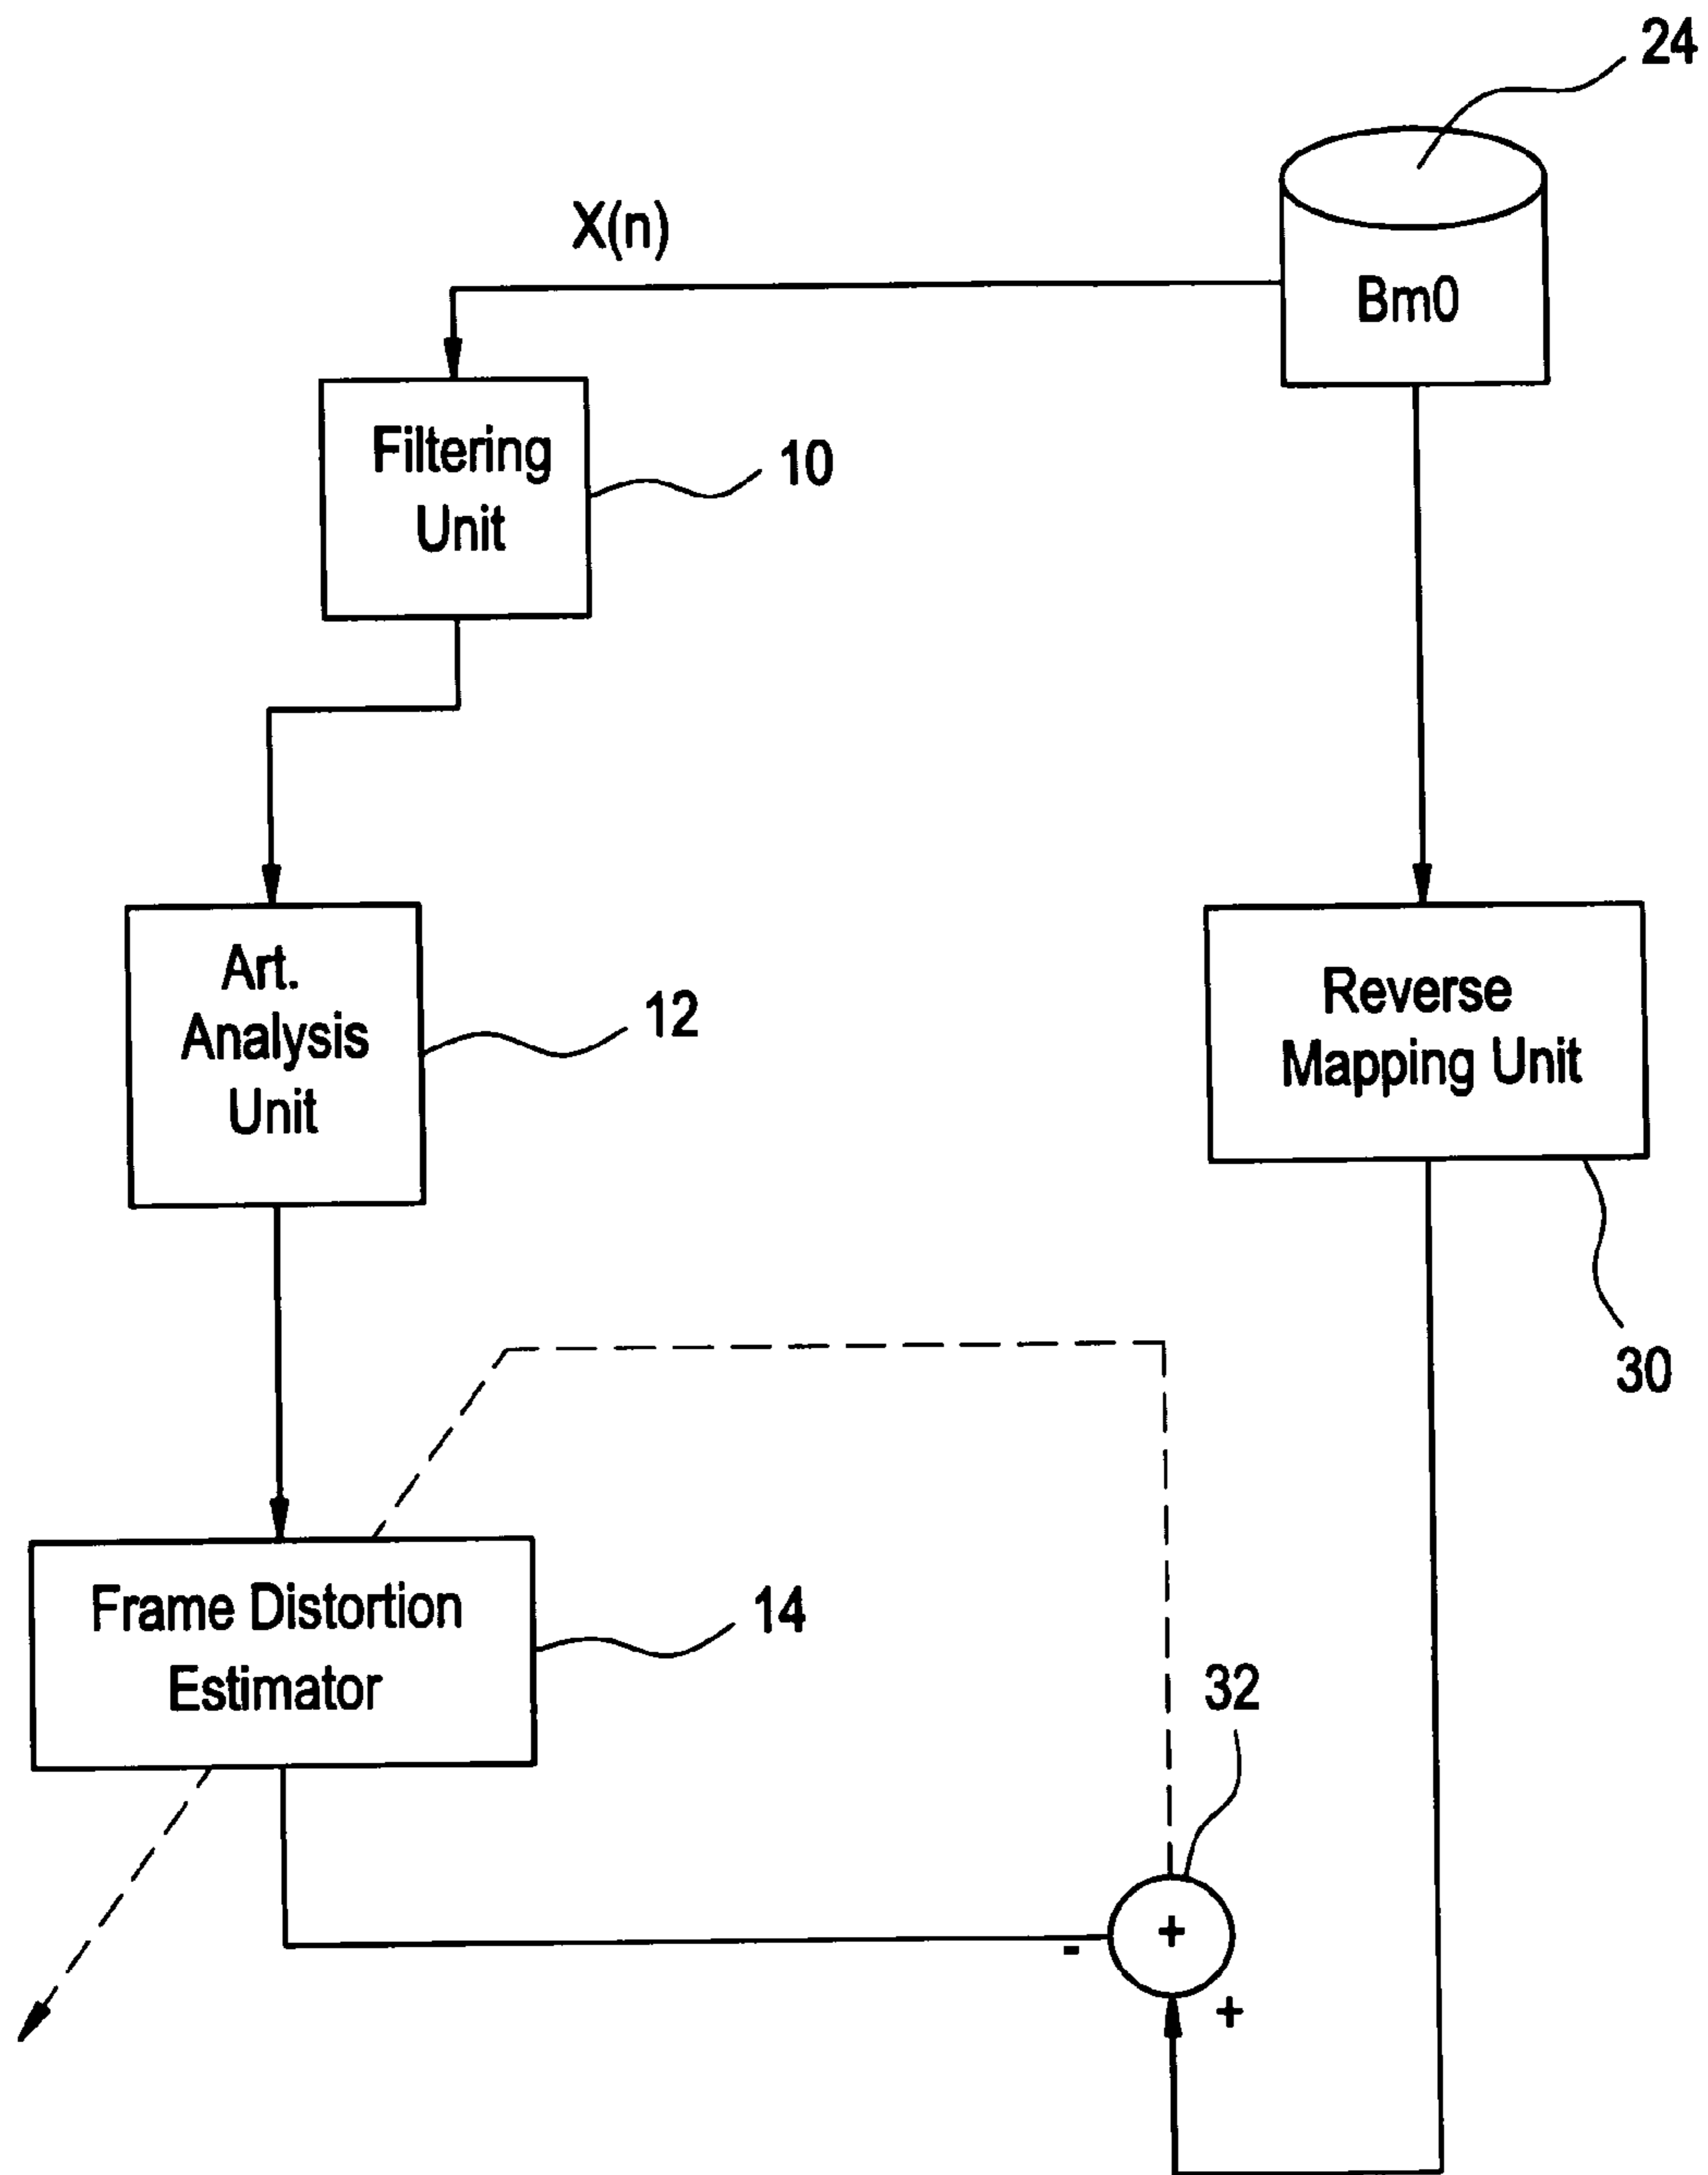 24
X(n)
Bm0
Filtering
Unit
10
Art.
Analysis
Unit
12
Reverse
Mapping Unit
30
Frame Distortion
Estimator
14
32
+
-
+